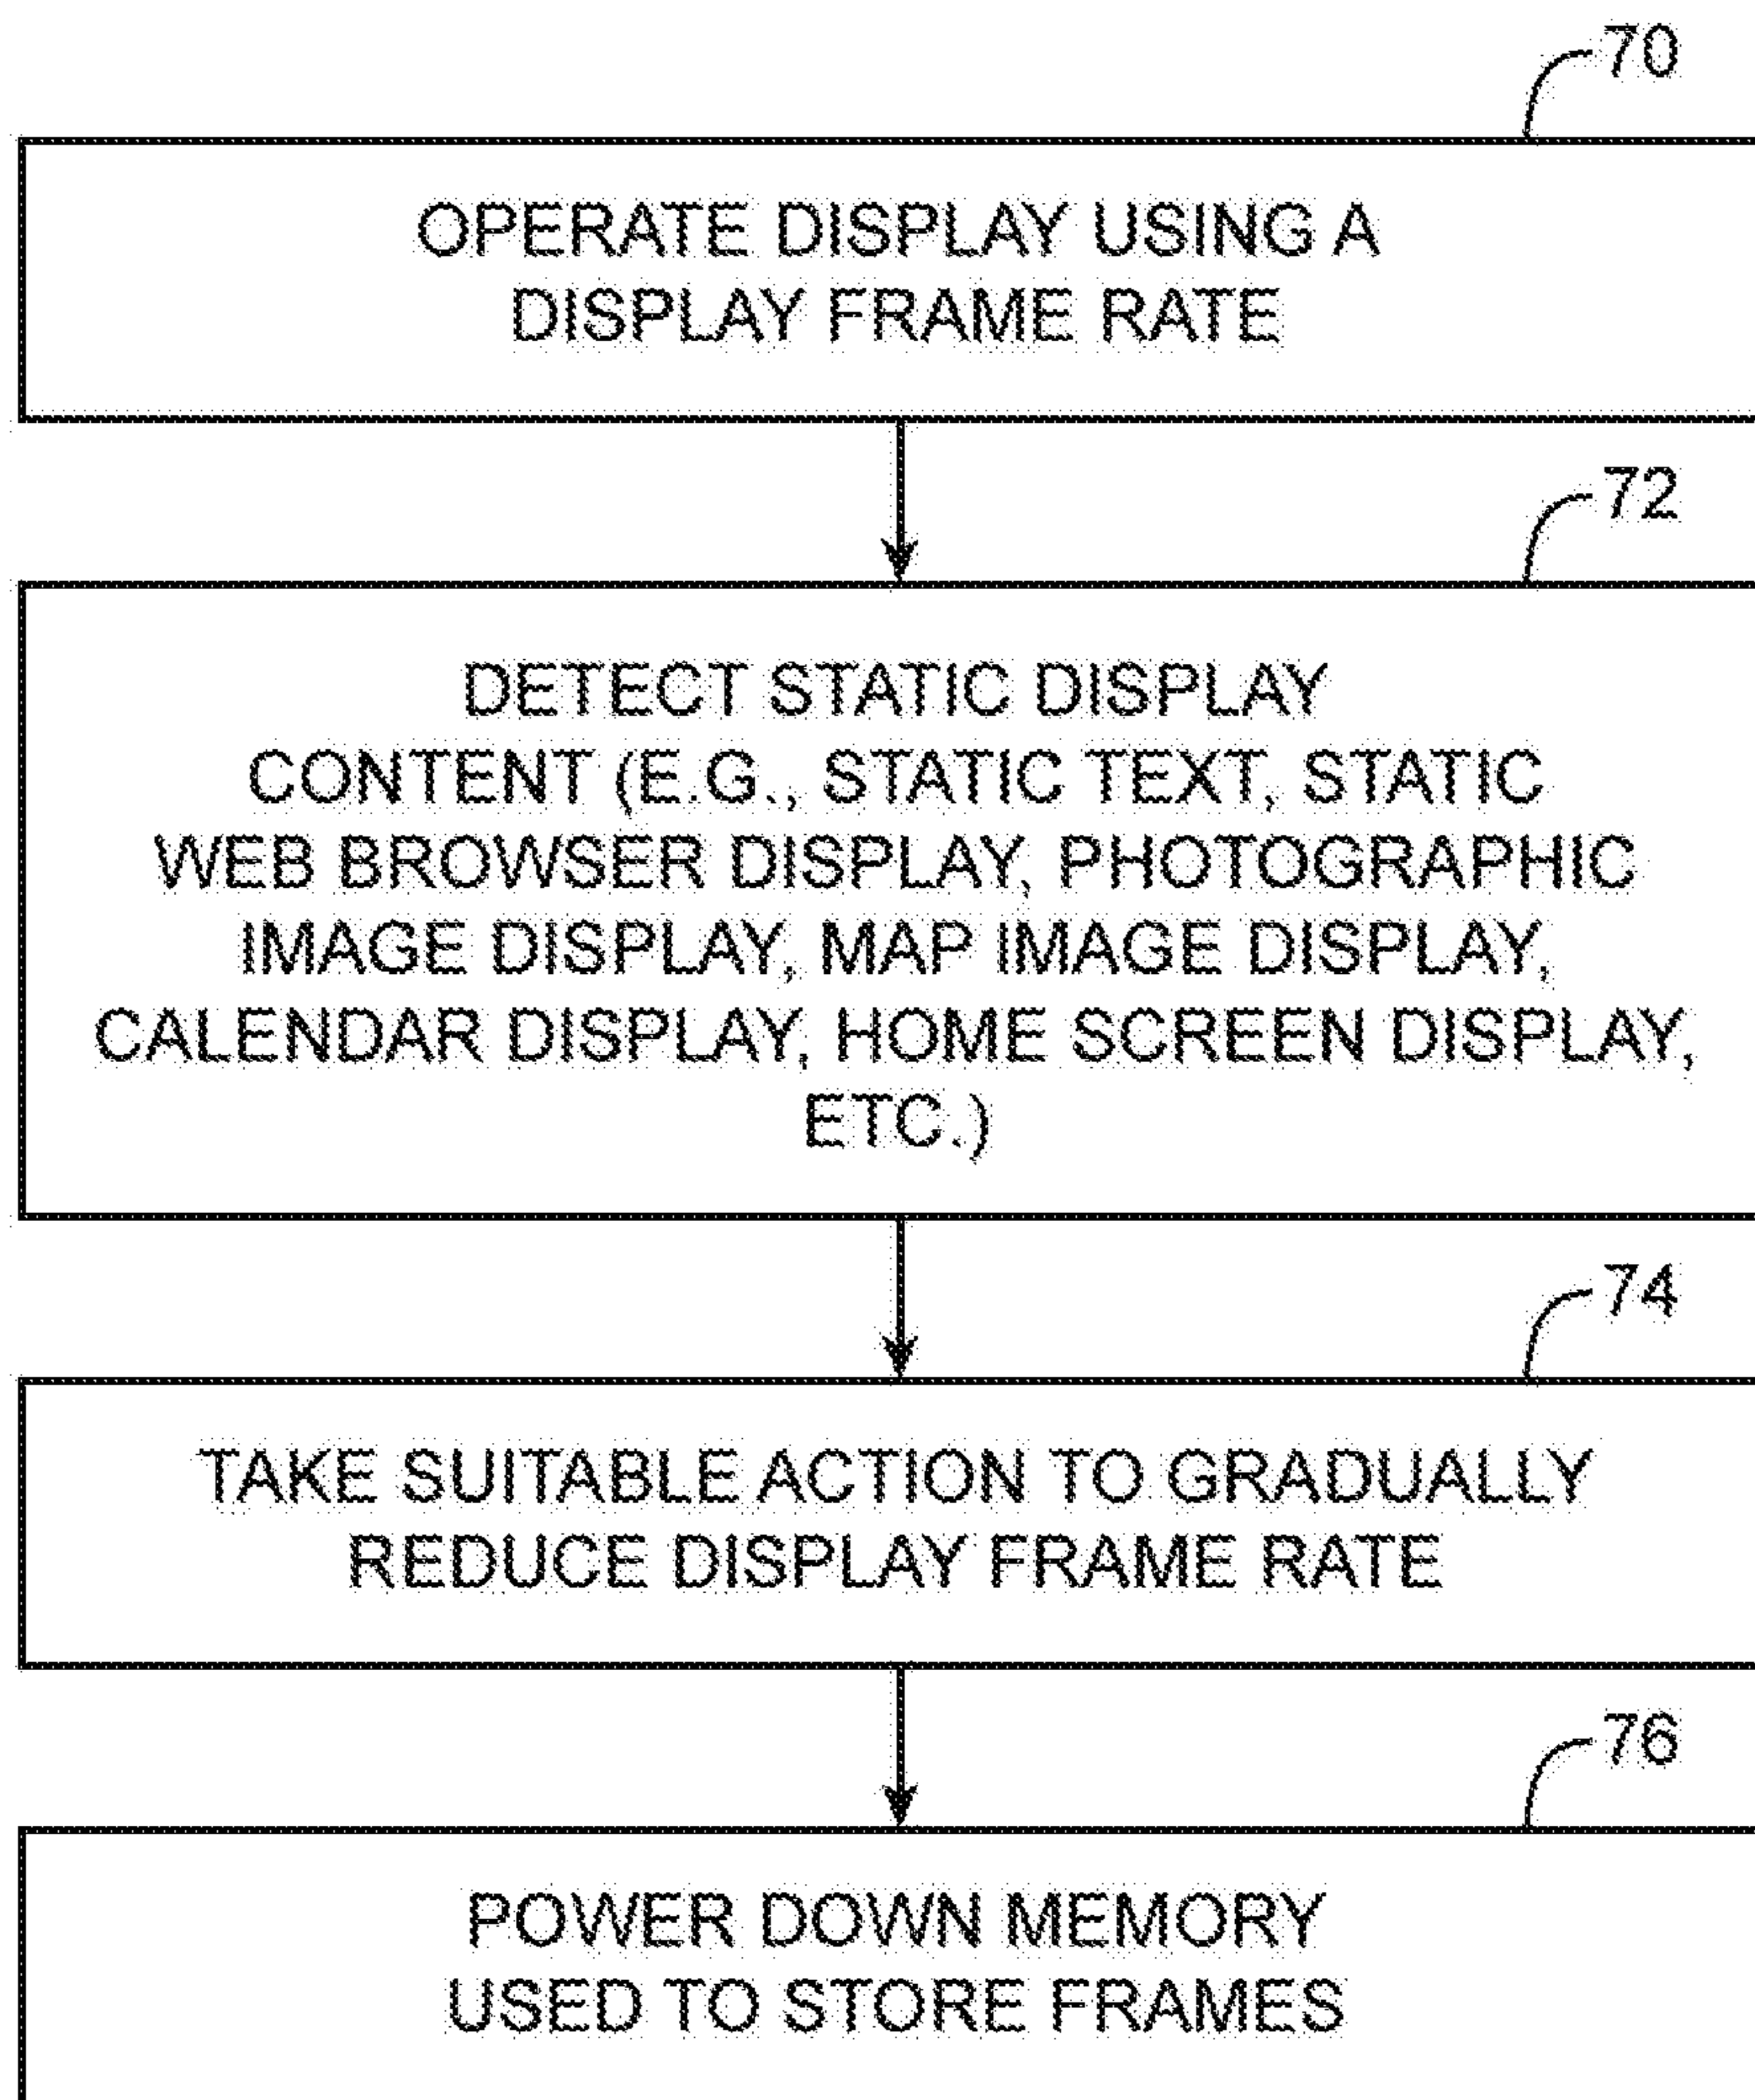 70
OPERATE DISPLAY USING A
DISPLAY FRAME RATE
72
DETECT STATIC DISPLAY
CONTENT (E.G., STATIC TEXT, STATIC
WEB BROWSER DISPLAY, PHOTOGRAPHIC
IMAGE DISPLAY, MAP IMAGE DISPLAY,
CALENDAR DISPLAY, HOME SCREEN DISPLAY,
ETC.)
74
TAKE SUITABLE ACTION TO GRADUALLY
REDUCE DISPLAY FRAME RATE
76
POWER DOWN MEMORY
USED TO STORE FRAMES